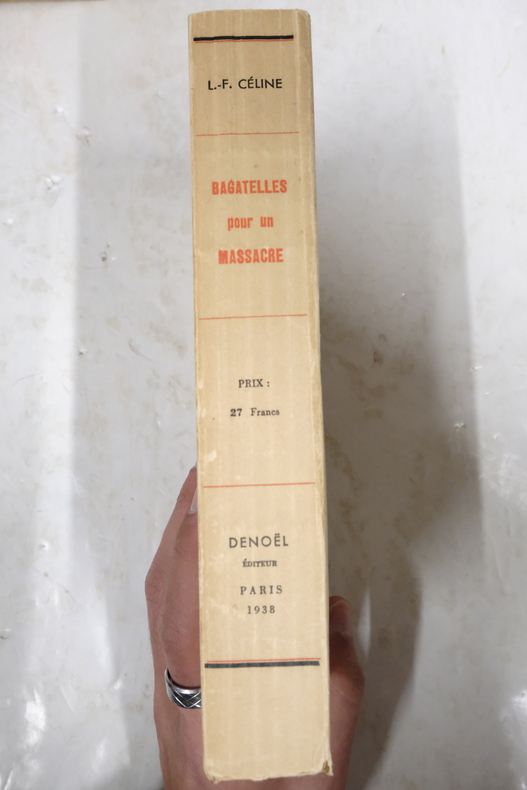 L.-F. CÉLINE
BAGATELLES
pour un
MASSACRE
PRIX :
27 Francs
DENOËL
ÉDITEUR
PARIS
1938